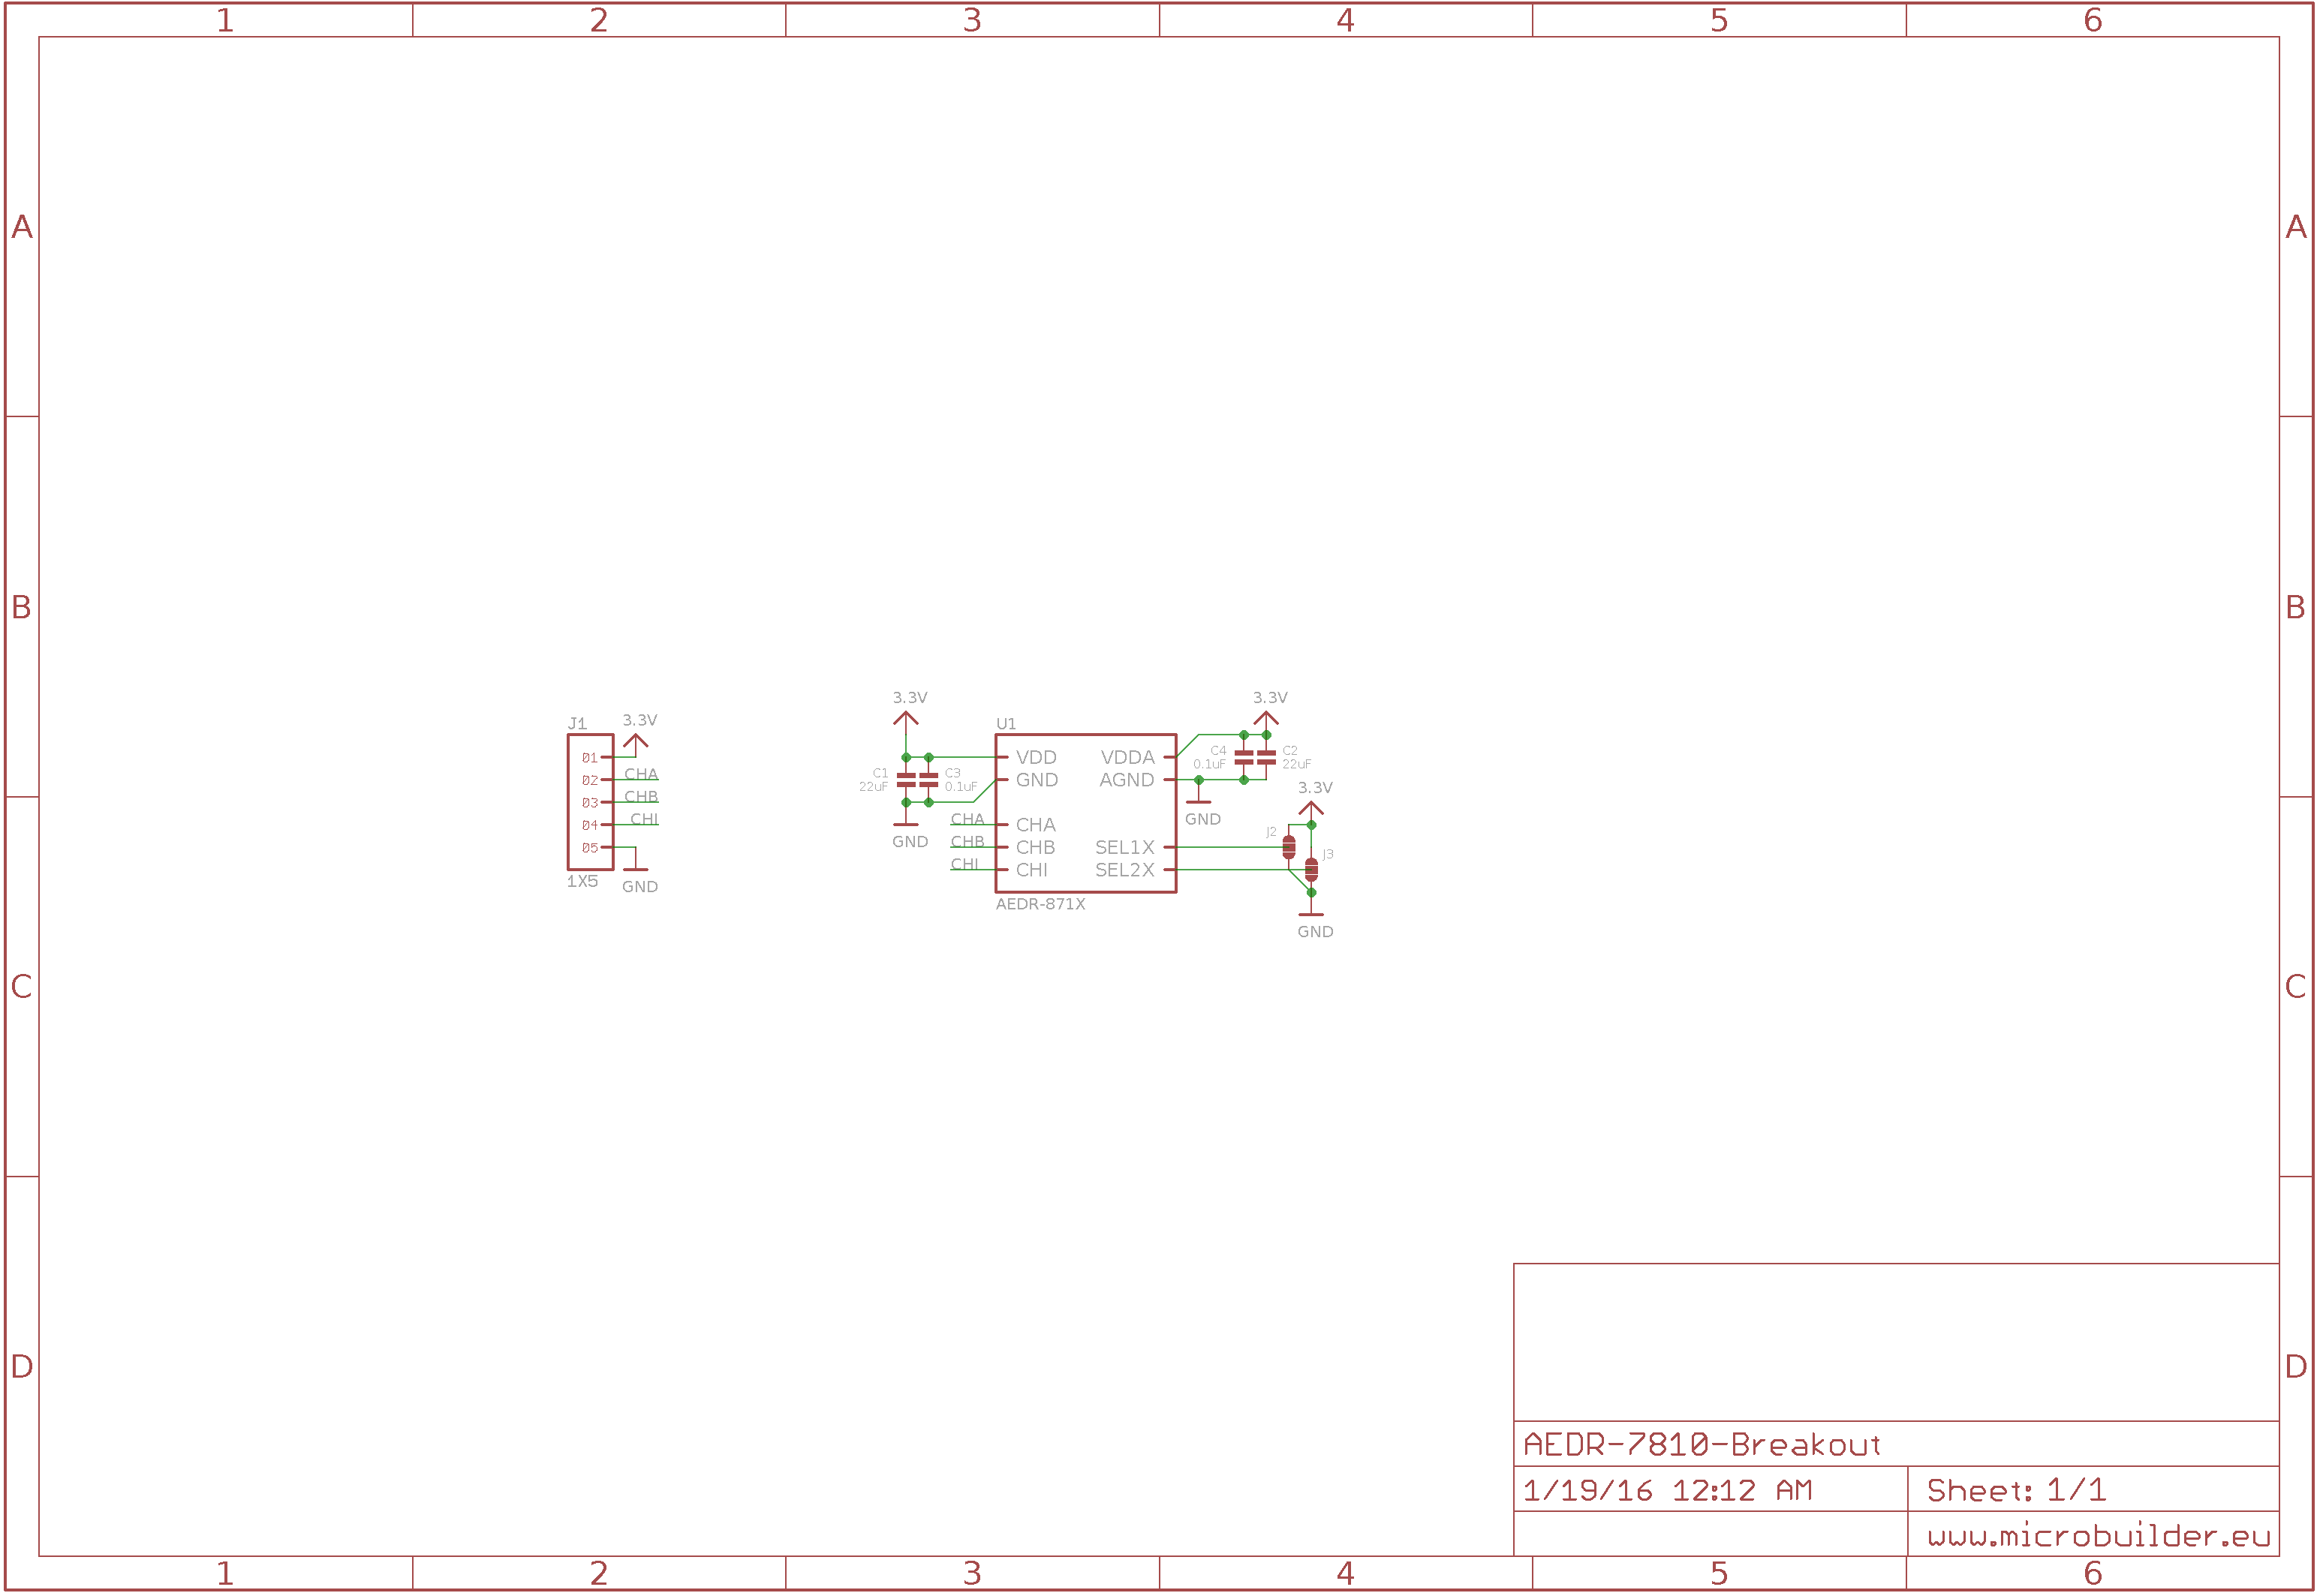 1 2 3 4 5 6
A A
B B
3.3V 3.3V
J1 3.3V U1
01 VDD VDDA C4 C2
02 CHA C1 C3 GND AGND 0.1uF 22uF
22uF 0.1uF 3.3V
03 CHB
04 CHI CHA CHA GND
GND CHB CHB SEL1X J2
05 CHI CHI SEL2X J3
1X5 GND AEDR-871X
GND
C C
D D
AEDR-7810-Breakout
1/19/16 12:12 AM Sheet: 1/1
www.microbuilder.eu
1 2 3 4 5 6